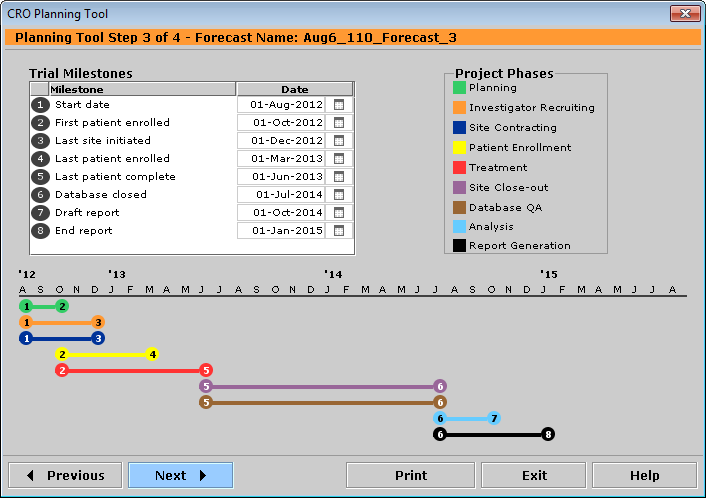 CRO Planning Tool
Planning Tool Step 3 of 4 - Forecast Name: Aug6_110_Forecast_3
Trial Milestones
Milestone Date
1 Start date 01-Aug-2012
2 First patient enrolled 01-Oct-2012
3 Last site initiated 01-Dec-2012
4 Last patient enrolled 01-Mar-2013
5 Last patient complete 01-Jun-2013
6 Database closed 01-Jul-2014
7 Draft report 01-Oct-2014
8 End report 01-Jan-2015
Project Phases
Planning
Investigator Recruiting
Site Contracting
Patient Enrollment
Treatment
Site Close-out
Database QA
Analysis
Report Generation
'12 '13 '14 '15
A S O N D J F M A M J J A S O N D J F M A M J J A S O N D J F M A M J J A
1 2
1 3
1 3
2 4
2 5
5 6
5 6
6 7
6 8
Previous Next Print Exit Help